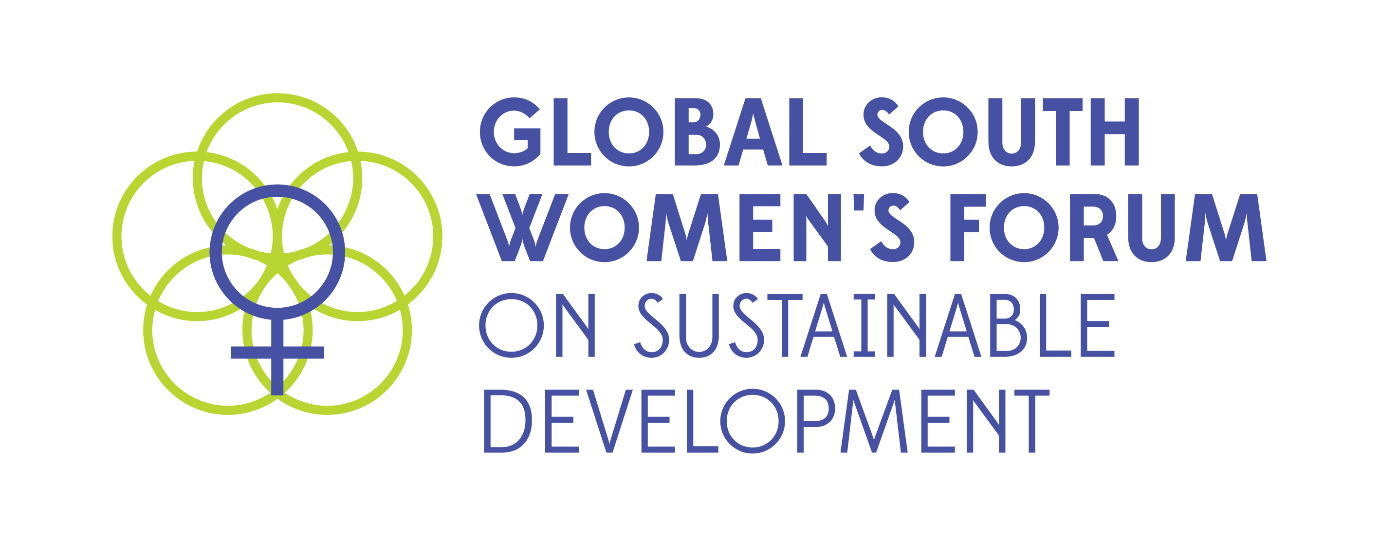 GLOBAL SOUTH
WOMEN'S FORUM
ON SUSTAINABLE
DEVELOPMENT